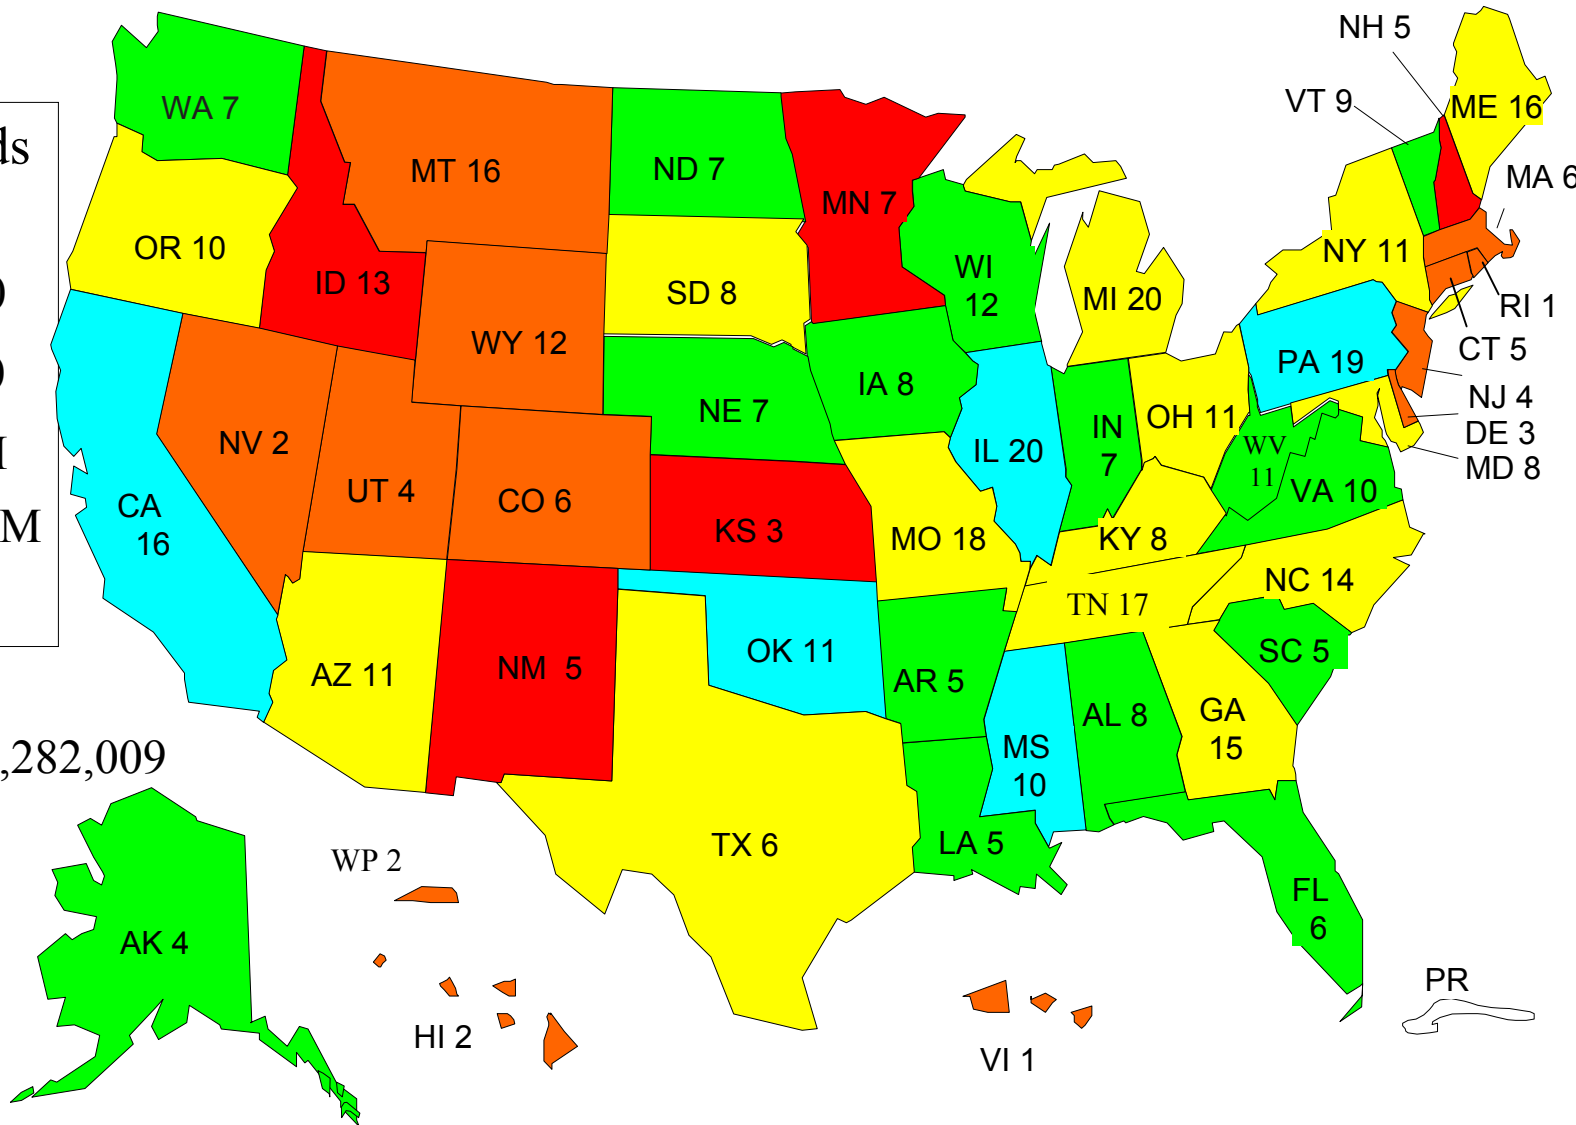 NH 5
VT 9
ME 16
WA 7
ds
MT 16
ND 7
MN 7
MA 6
OR 10
ID 13
SD 8
WI
12
MI 20
NY 11
RI 1
WY 12
IA 8
PA 19
CT 5
NE 7
NJ 4
OH 11
IN
7
DE 3
NV 2
IL 20
WV
11
MD 8
UT 4
CO 6
VA 10
CA
16
M
KS 3
MO 18
KY 8
NC 14
TN 17
OK 11
SC 5
AZ 11
NM 5
AR 5
AL 8
GA
15
MS
10
,282,009
TX 6
LA 5
WP 2
FL
6
AK 4
PR
HI 2
VI 1